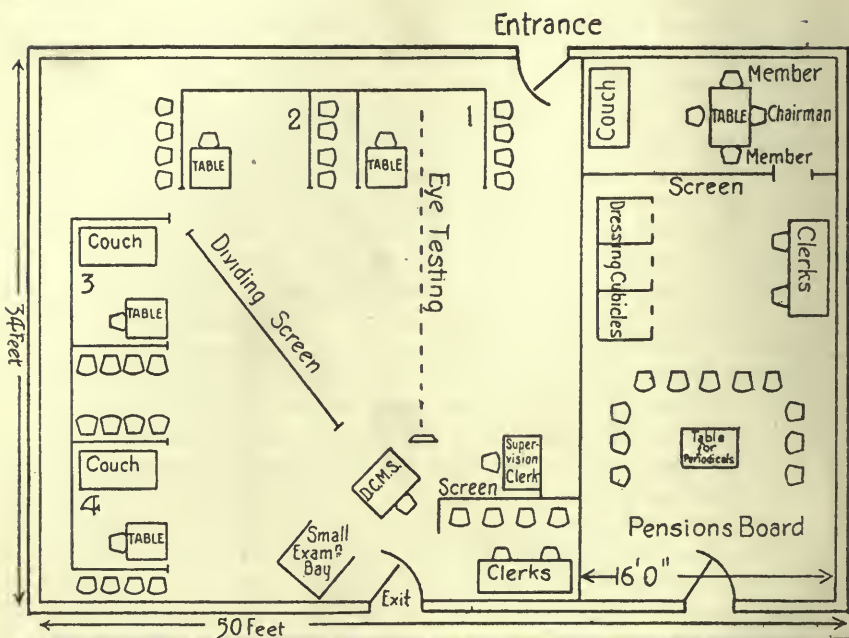 Entrance
Member
Couch
TABLE
Chairman
Member
Screen
1
2
TABLE
TABLE
Eye Testing
Dividing Screen
Dressing Cubicles
Clerks
Couch
3
TABLE
34 feet
Couch
4
TABLE
D.C.M.S.
Super-
vision
Clerk
Screen
Table
for
Periodicals
Small
Examⁿ
Bay
Exit
Clerks
Pensions Board
16'0"
50 Feet